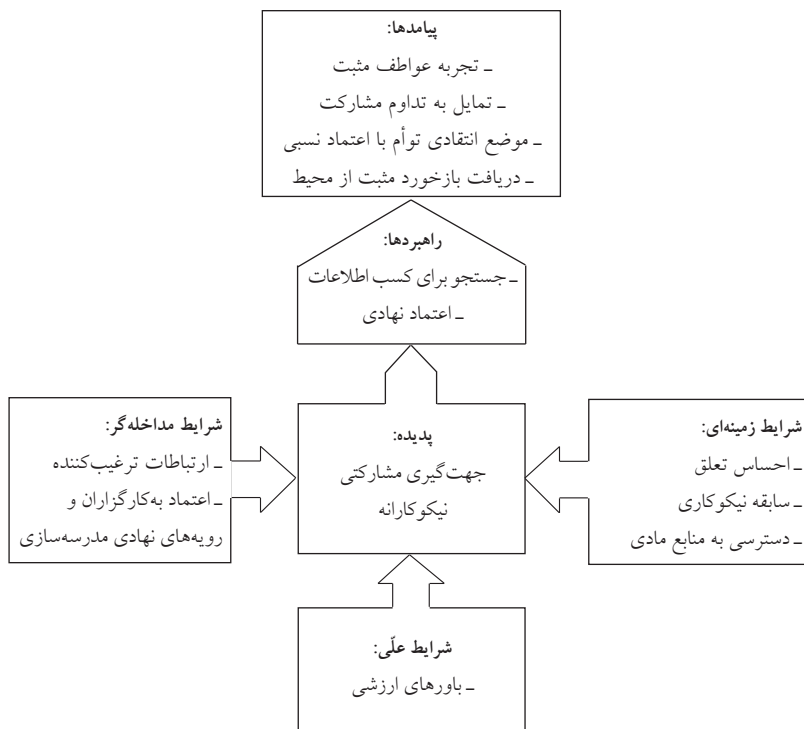 پیامدها:
ـ تجربه عواطف مثبت
ـ تمایل به تداوم مشارکت
ـ موضع انتقادی توأم با اعتماد نسبی
ـ دریافت بازخورد مثبت از محیط
راهبردها:
ـ جستجو برای کسب اطلاعات
ـ اعتماد نهادی
شرایط زمینه‌ای:
ـ احساس تعلق
ـ سابقه نیکوکاری
ـ دسترسی به منابع مادی
پدیده:
جهت‌گیری مشارکتی
نیکوکارانه
شرایط مداخله‌گر:
ـ ارتباطات ترغیب‌کننده
ـ اعتماد به‌کارگزاران و
رویه‌های نهادی مدرسه‌سازی
شرایط علّی:
ـ باورهای ارزشی